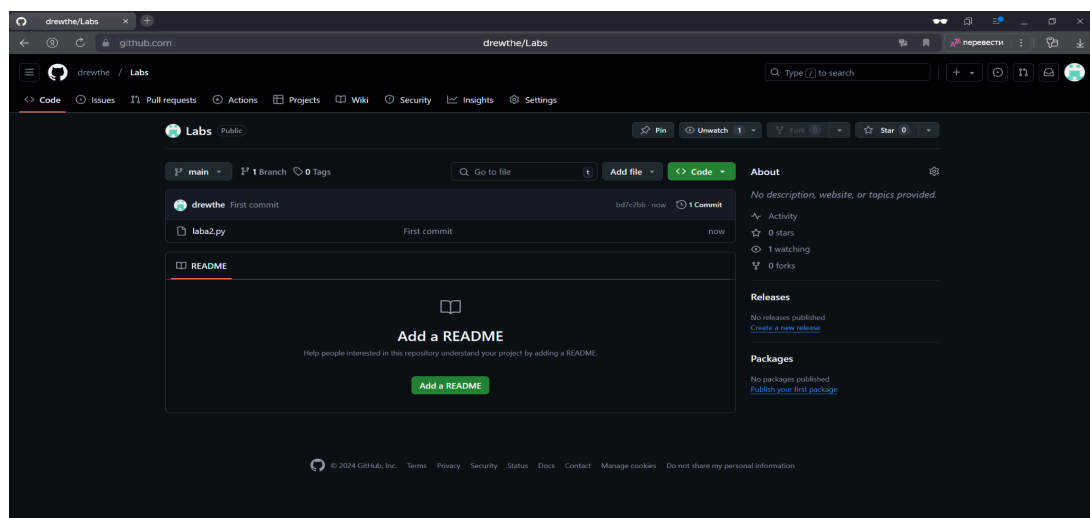 drewthe/Labs
github.com
drewthe/Labs
перевести
drewthe / Labs
Type / to search
Code Issues Pull requests Actions Projects Wiki Security Insights Settings
Labs Public
Pin Unwatch 1 Fork 0 Star 0
main 1 Branch 0 Tags
Go to file t
Add file Code
drewthe First commit bd7c2bb · now 1 Commit
laba2.py First commit now
README
Add a README
Help people interested in this repository understand your project by adding a README.
Add a README
About
No description, website, or topics provided.
Activity
0 stars
1 watching
0 forks
Releases
No releases published
Create a new release
Packages
No packages published
Publish your first package
© 2024 GitHub, Inc. Terms Privacy Security Status Docs Contact Manage cookies Do not share my personal information